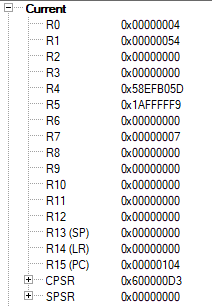 Current
R0 0x00000004
R1 0x00000054
R2 0x00000000
R3 0x00000000
R4 0x58EFB05D
R5 0x1AFFFFF9
R6 0x00000000
R7 0x00000007
R8 0x00000000
R9 0x00000000
R10 0x00000000
R11 0x00000000
R12 0x00000000
R13 (SP) 0x00000000
R14 (LR) 0x00000000
R15 (PC) 0x00000104
CPSR 0x600000D3
SPSR 0x00000000